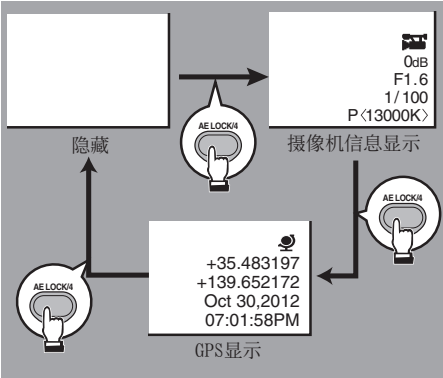 0dB
F1.6
1/100
P<13000K>
AE LOCK/4
隐藏
摄像机信息显示
AE LOCK/4
+35.483197
+139.652172
Oct 30,2012
07:01:58PM
AE LOCK/4
GPS显示